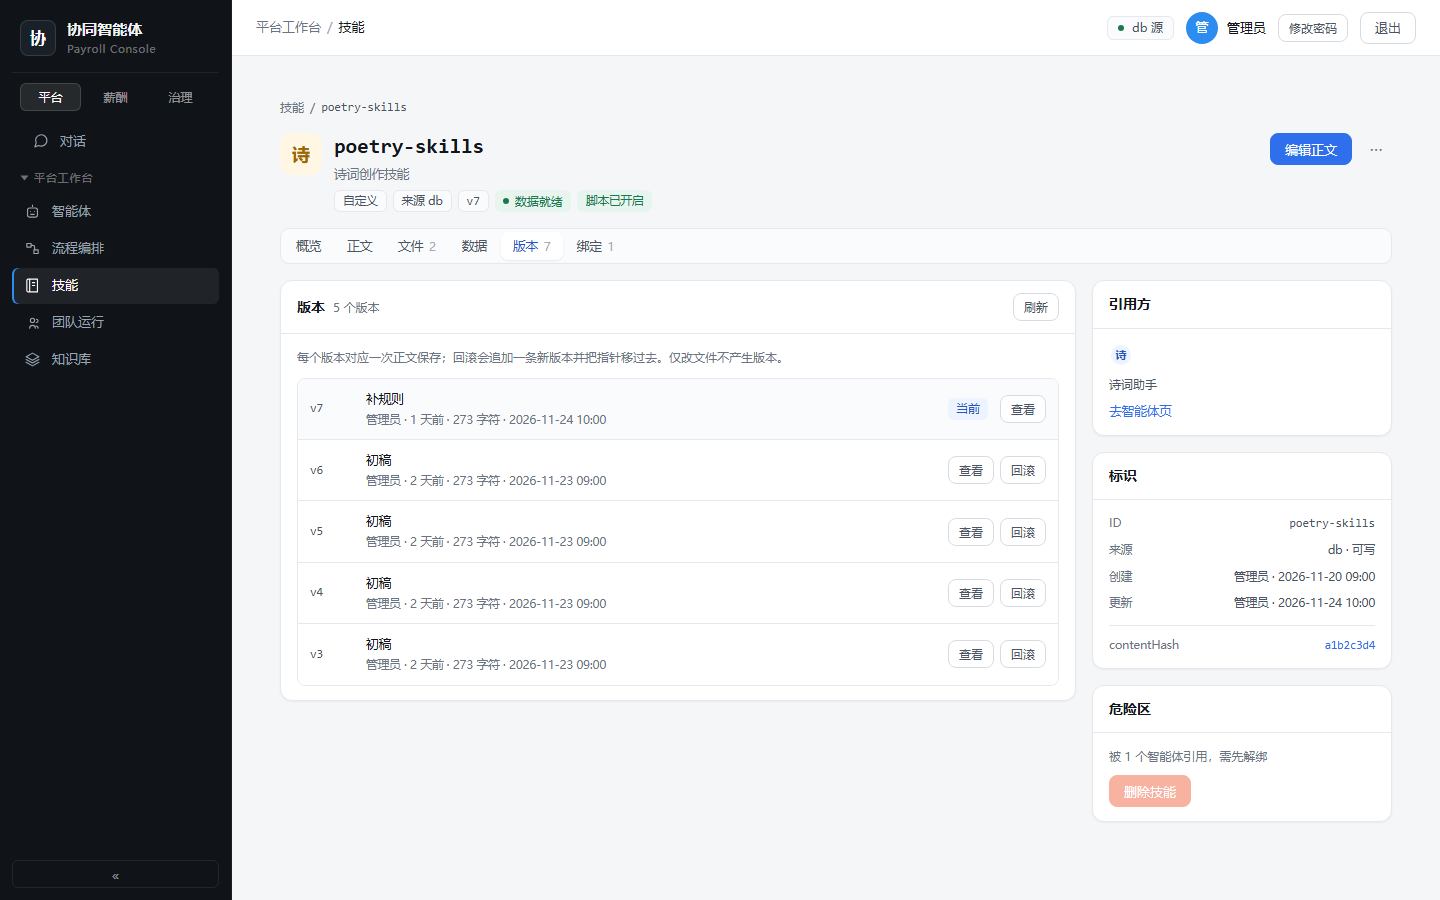 协 协同智能体
Payroll Console
平台 薪酬 治理
对话
平台工作台
智能体
流程编排
技能
团队运行
知识库
«
平台工作台 / 技能
db 源
管 管理员
修改密码
退出
技能 / poetry-skills
诗 poetry-skills
诗词创作技能
自定义 来源 db v7 数据就绪 脚本已开启
编辑正文 ···
概览 正文 文件 2 数据 版本 7 绑定 1
版本 5 个版本
刷新
每个版本对应一次正文保存；回滚会追加一条新版本并把指针移过去。仅改文件不产生版本。
v7 补规则 当前 查看
管理员 · 1 天前 · 273 字符 · 2026-11-24 10:00
v6 初稿 查看 回滚
管理员 · 2 天前 · 273 字符 · 2026-11-23 09:00
v5 初稿 查看 回滚
管理员 · 2 天前 · 273 字符 · 2026-11-23 09:00
v4 初稿 查看 回滚
管理员 · 2 天前 · 273 字符 · 2026-11-23 09:00
v3 初稿 查看 回滚
管理员 · 2 天前 · 273 字符 · 2026-11-23 09:00
引用方
诗
诗词助手
去智能体页
标识
ID poetry-skills
来源 db · 可写
创建 管理员 · 2026-11-20 09:00
更新 管理员 · 2026-11-24 10:00
contentHash a1b2c3d4
危险区
被 1 个智能体引用，需先解绑
删除技能